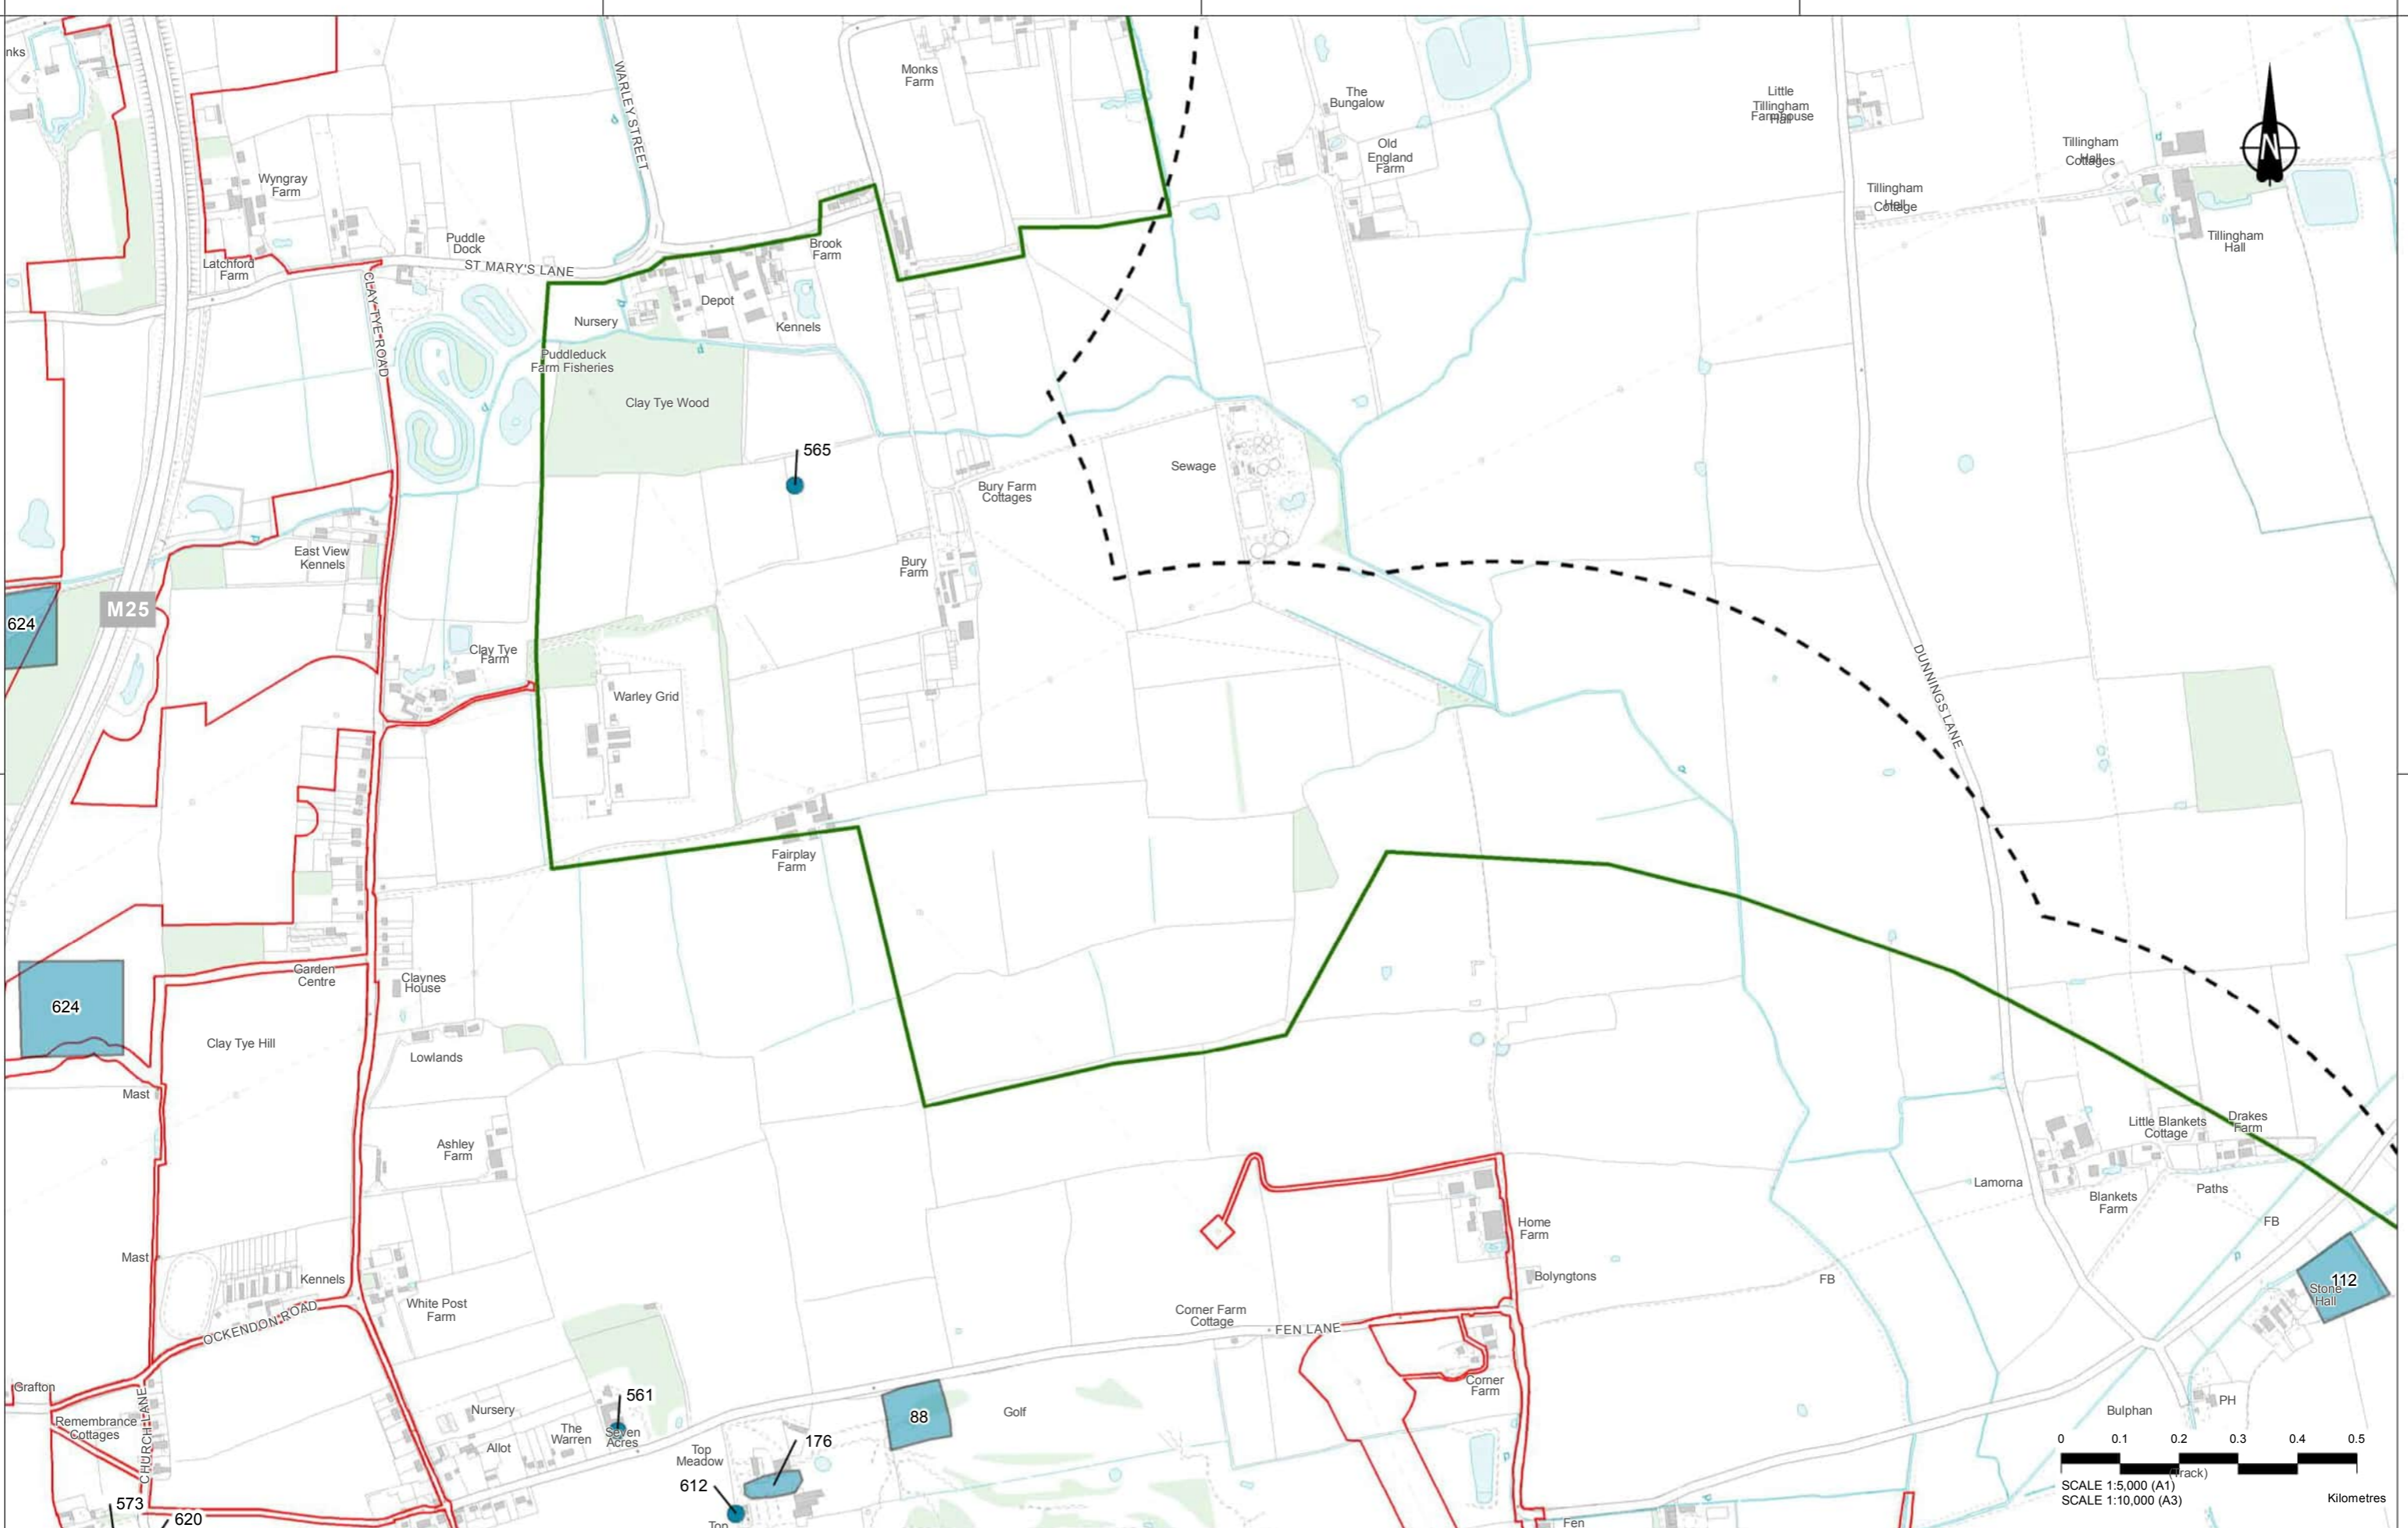 nks
WARLEY STREET
Monks
Farm
The
Bungalow
Old
England
Farm
Little
Tillingham
Hall
Farmhouse
Tillingham
Hall
Cottages
N
Tillingham
Hall
Cottage
Tillingham
Hall
Wyngray
Farm
Puddle
Dock
Latchford
Farm
ST MARY'S LANE
Brook
Farm
CLAY TYE ROAD
Depot
Nursery
Kennels
Puddleduck
Farm Fisheries
Clay Tye Wood
565
Sewage
Bury Farm
Cottages
East View
Kennels
Bury
Farm
M25
624
Clay Tye
Farm
Warley Grid
DUNNINGS LANE
Fairplay
Farm
Garden
Centre
Claynes
House
624
Clay Tye Hill
Lowlands
Mast
Ashley
Farm
Little Blankets
Cottage
Drakes
Farm
Lamorna
Blankets
Farm
Paths
Home
Farm
FB
Mast
Kennels
Bolyngtons
FB
112
Stone
Hall
White Post
Farm
OCKENDON ROAD
Corner Farm
Cottage
FEN LANE
Grafton
561
Corner
Farm
Remembrance
Cottages
CHURCH LANE
Nursery
The
Warren
Seven
Acres
Allot
88
Golf
PH
Bulphan
Top
Meadow
176
612
573
620
Top
Fen
0 0.1 0.2 0.3 0.4 0.5
(Track)
SCALE 1:5,000 (A1)
SCALE 1:10,000 (A3)
Kilometres